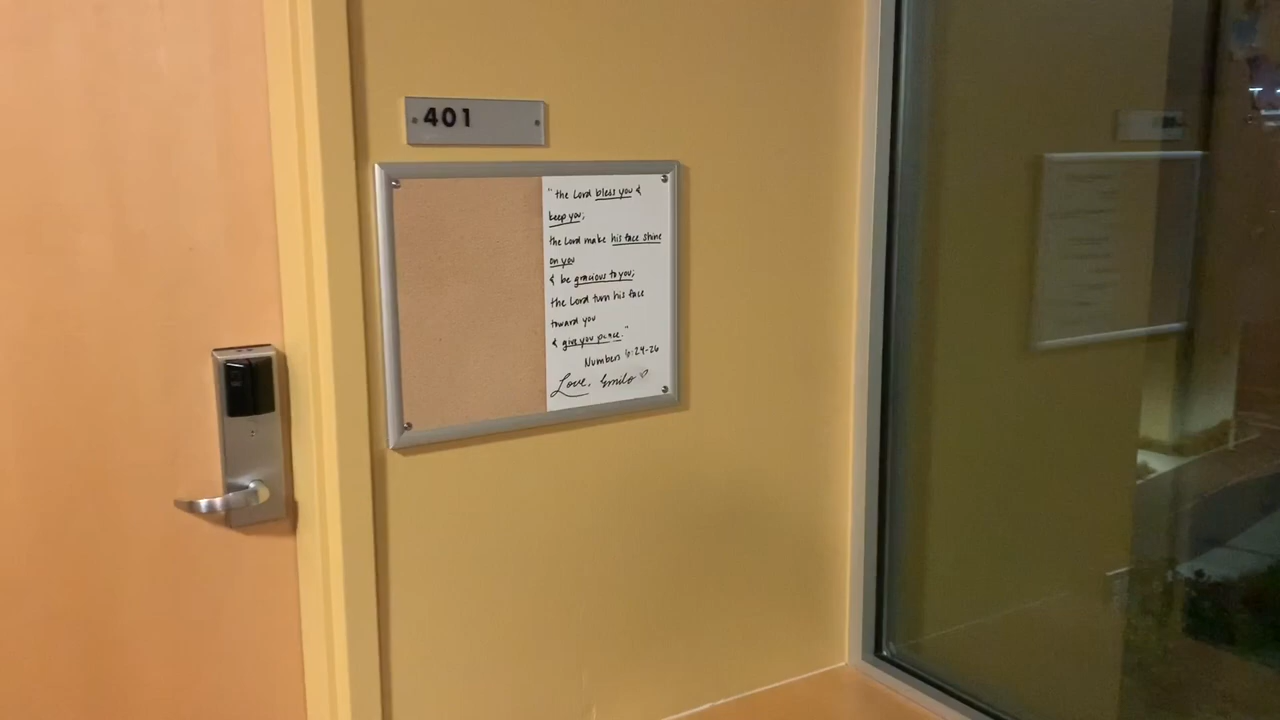 401
"the Lord bless you &
keep you;
the Lord make his face shine
on you
& be gracious to you;
the Lord turn his face
toward you
& give you peace."
Numbers 6:24-26
Love,